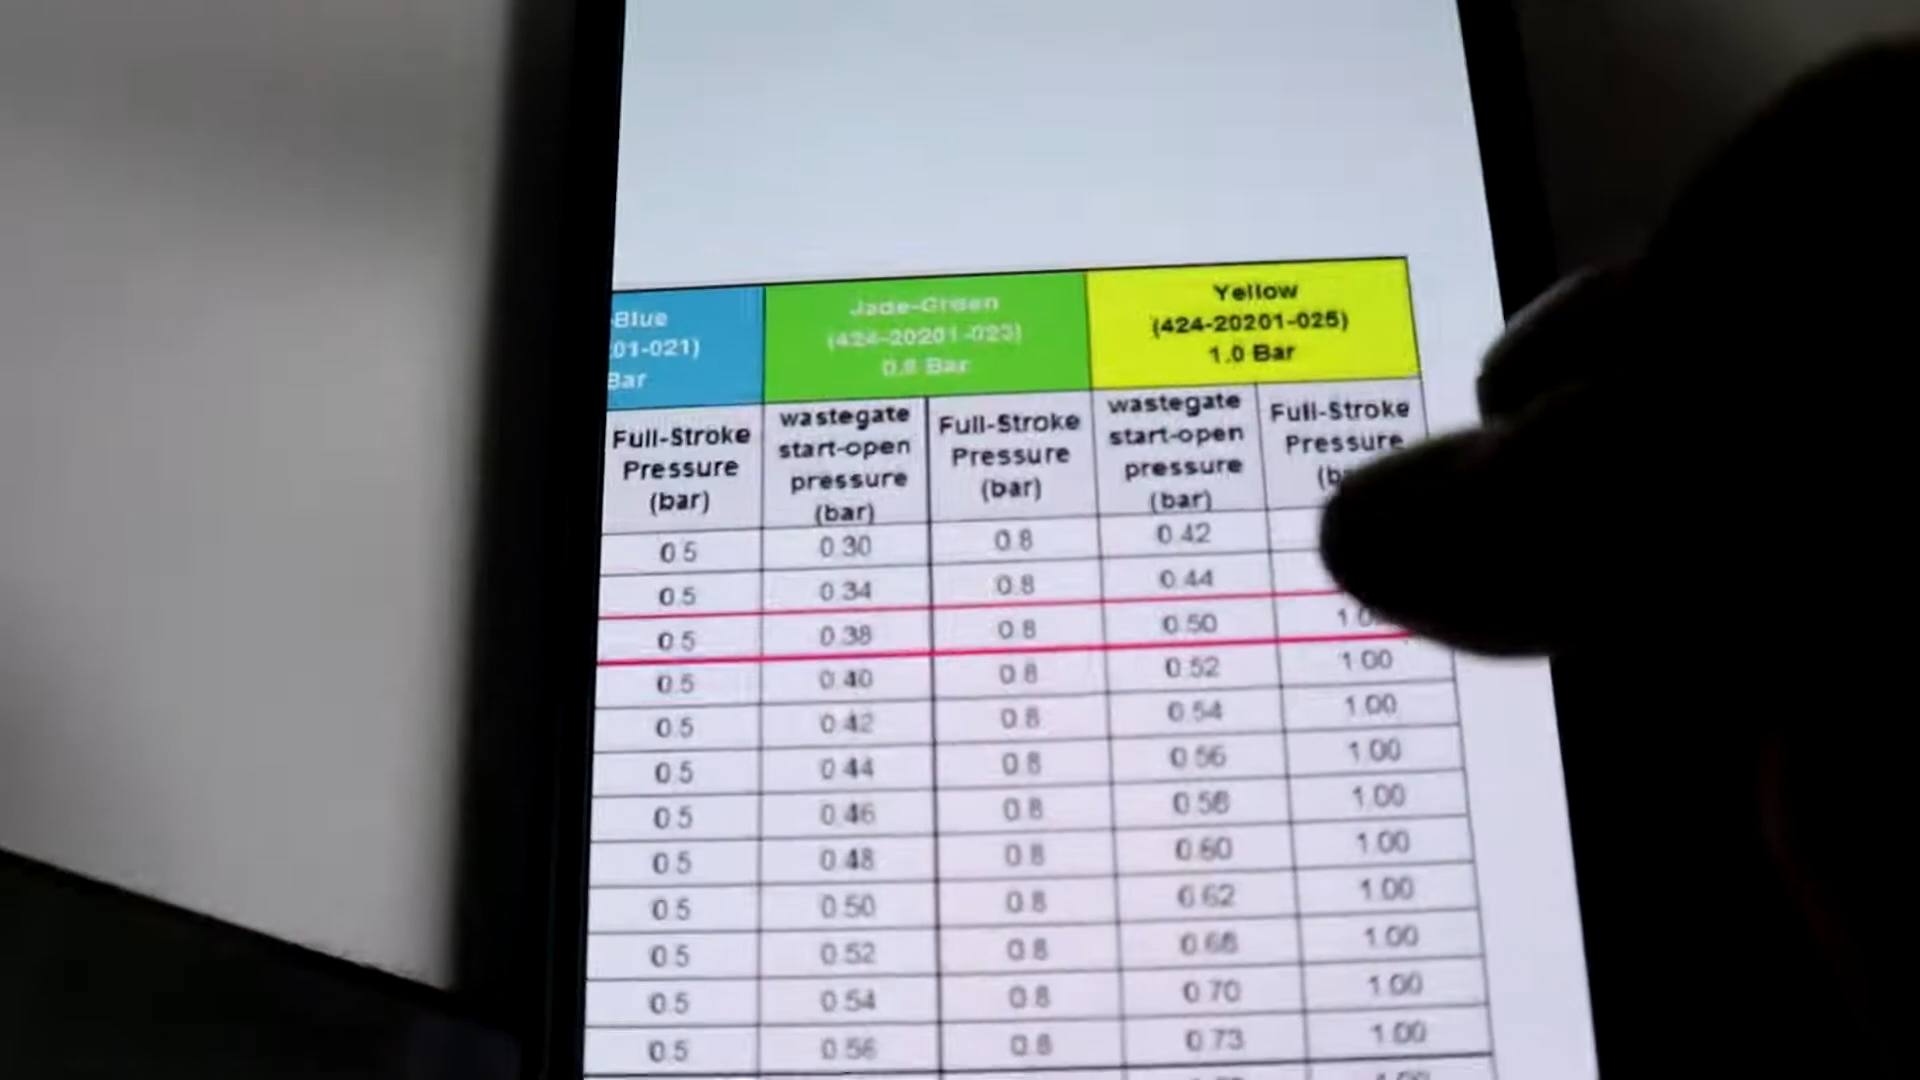 -Blue
01-021)
Bar
Jade-Green
(424-20201-023)
0.8 Bar
Yellow
(424-20201-025)
1.0 Bar
Full-Stroke
Pressure
(bar)
wastegate
start-open
pressure
(bar)
Full-Stroke
Pressure
(bar)
wastegate
start-open
pressure
(bar)
Full-Stroke
Pressure
0.5 0.30 0.8 0.42
0.5 0.34 0.8 0.44
0.5 0.38 0.8 0.50
0.5 0.40 0.8 0.52 1.00
0.5 0.42 0.8 0.54 1.00
0.5 0.44 0.8 0.56 1.00
0.5 0.46 0.8 0.58 1.00
0.5 0.48 0.8 0.60 1.00
0.5 0.50 0.8 0.62 1.00
0.5 0.52 0.8 1.00
0.5 0.54 0.8 0.70 1.00
0.5 0.56 0.8 0.73 1.00